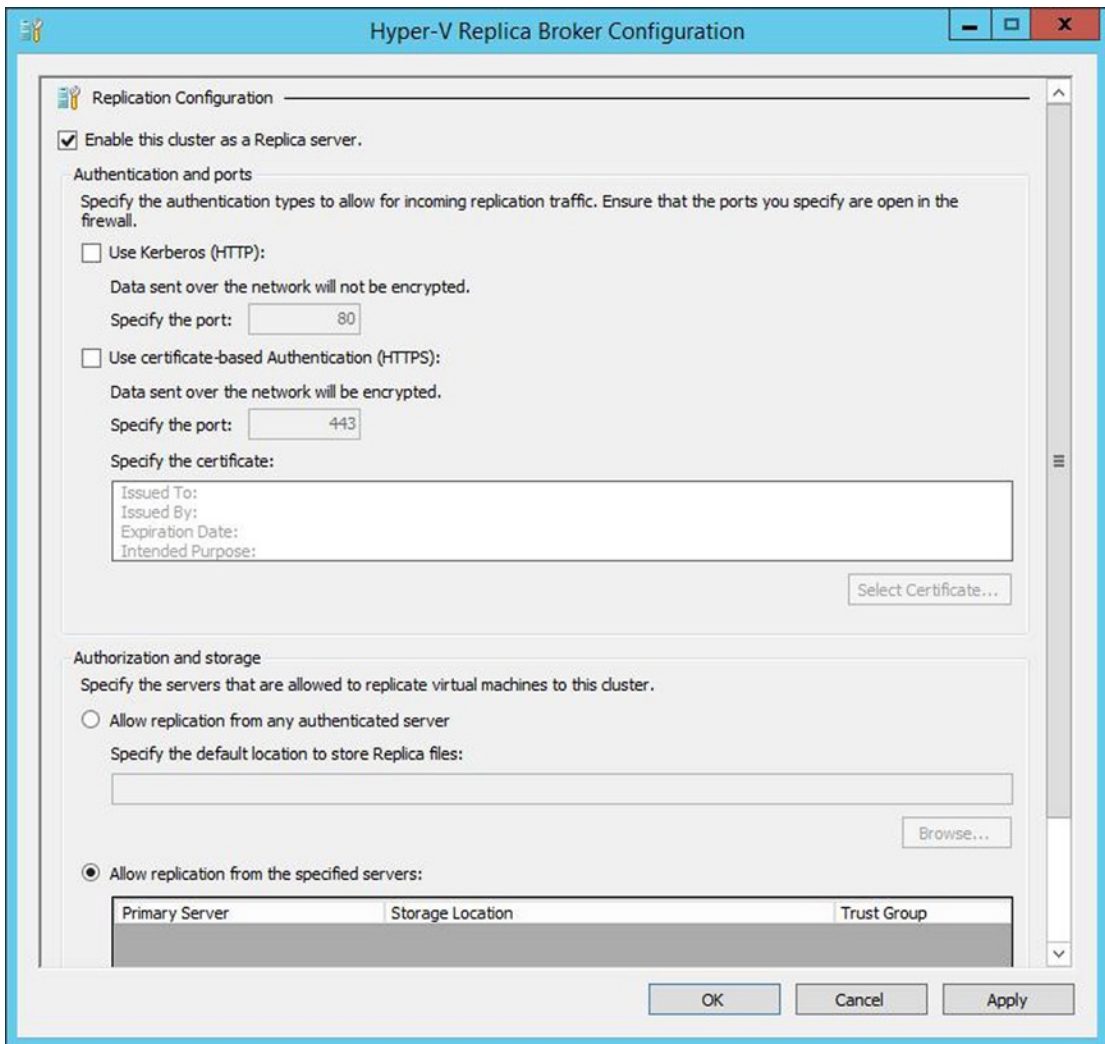 Hyper-V Replica Broker Configuration
Replication Configuration
Enable this cluster as a Replica server.
Authentication and ports
Specify the authentication types to allow for incoming replication traffic. Ensure that the ports you specify are open in the
firewall.
Use Kerberos (HTTP):
Data sent over the network will not be encrypted.
Specify the port: 80
Use certificate-based Authentication (HTTPS):
Data sent over the network will be encrypted.
Specify the port: 443
Specify the certificate:
Issued To:
Issued By:
Expiration Date:
Intended Purpose:
Select Certificate...
Authorization and storage
Specify the servers that are allowed to replicate virtual machines to this cluster.
Allow replication from any authenticated server
Specify the default location to store Replica files:
Browse...
Allow replication from the specified servers:
Primary Server Storage Location Trust Group
OK Cancel Apply